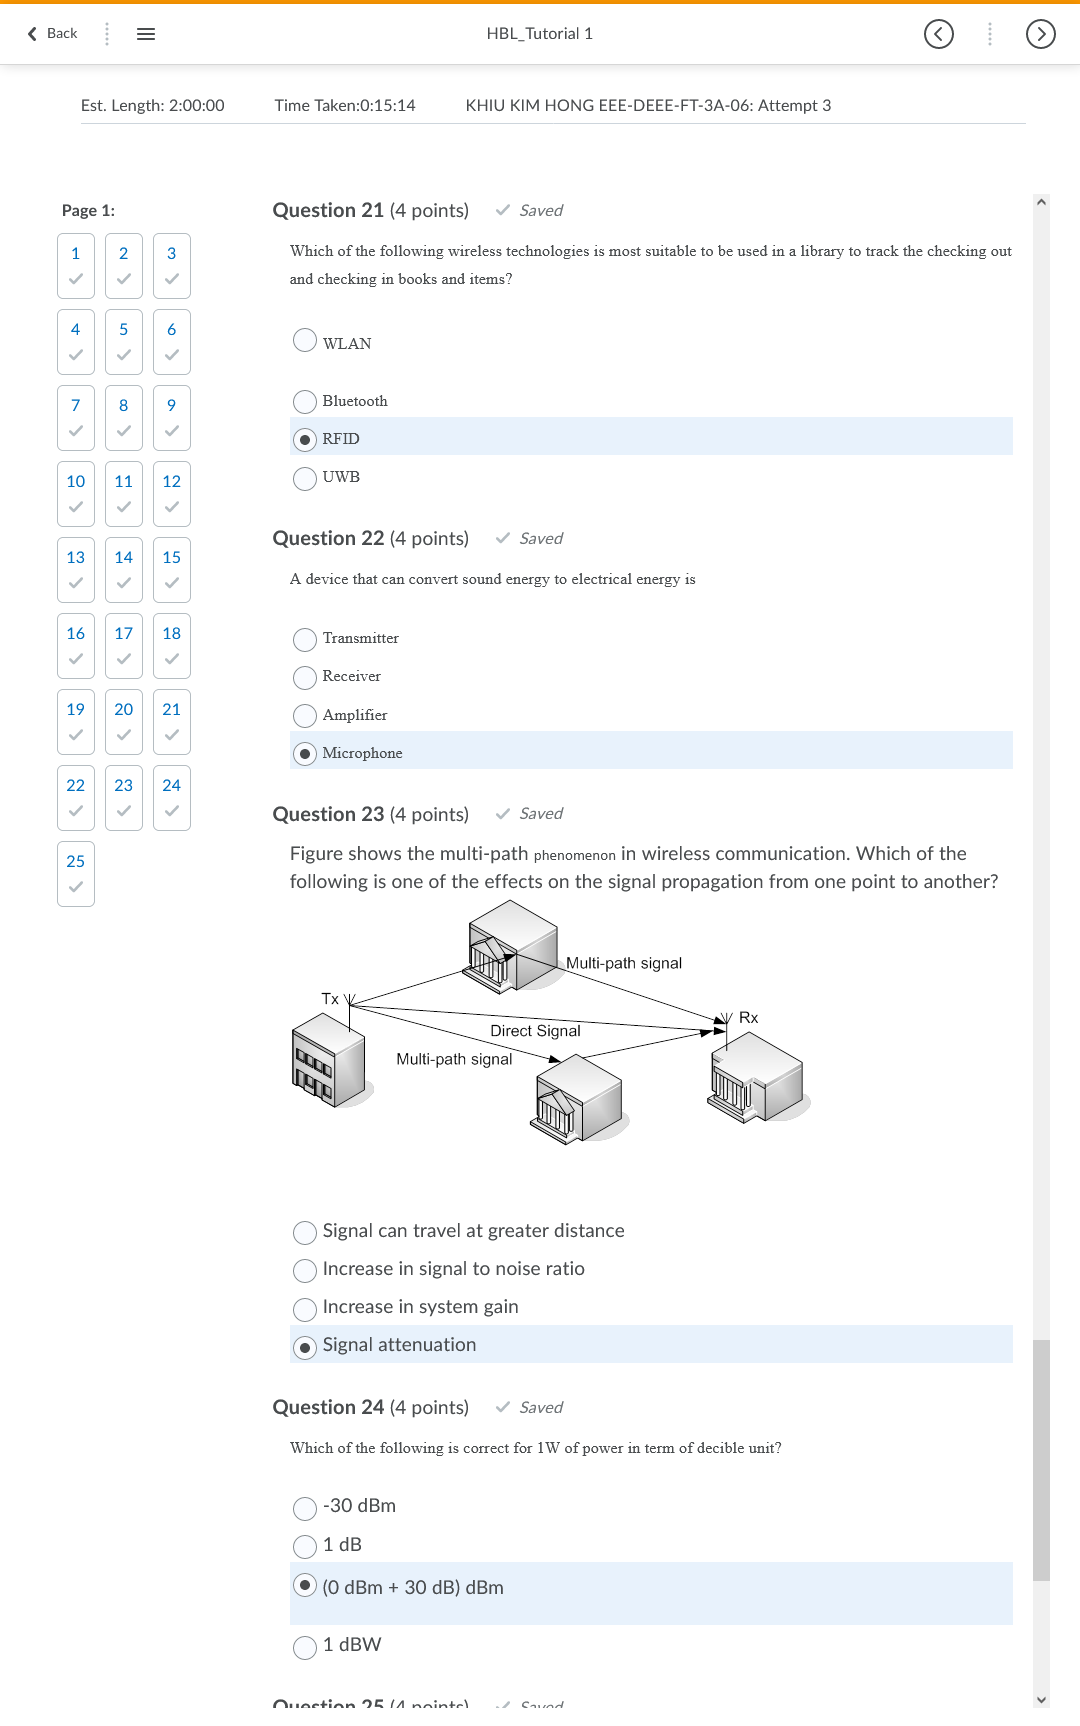 Back
HBL_Tutorial 1
Est. Length: 2:00:00 Time Taken:0:15:14 KHIU KIM HONG EEE-DEEE-FT-3A-06: Attempt 3
Page 1:
1 2 3
4 5 6
7 8 9
10 11 12
13 14 15
16 17 18
19 20 21
22 23 24
25
Question 21 (4 points) Saved
Which of the following wireless technologies is most suitable to be used in a library to track the checking out
and checking in books and items?
WLAN
Bluetooth
RFID
UWB
Question 22 (4 points) Saved
A device that can convert sound energy to electrical energy is
Transmitter
Receiver
Amplifier
Microphone
Question 23 (4 points) Saved
Figure shows the multi-path phenomenon in wireless communication. Which of the
following is one of the effects on the signal propagation from one point to another?
Multi-path signal
Tx
Rx
Direct Signal
Multi-path signal
Signal can travel at greater distance
Increase in signal to noise ratio
Increase in system gain
Signal attenuation
Question 24 (4 points) Saved
Which of the following is correct for 1W of power in term of decible unit?
-30 dBm
1 dB
(0 dBm + 30 dB) dBm
1 dBW
Question 25 (4 points) Saved